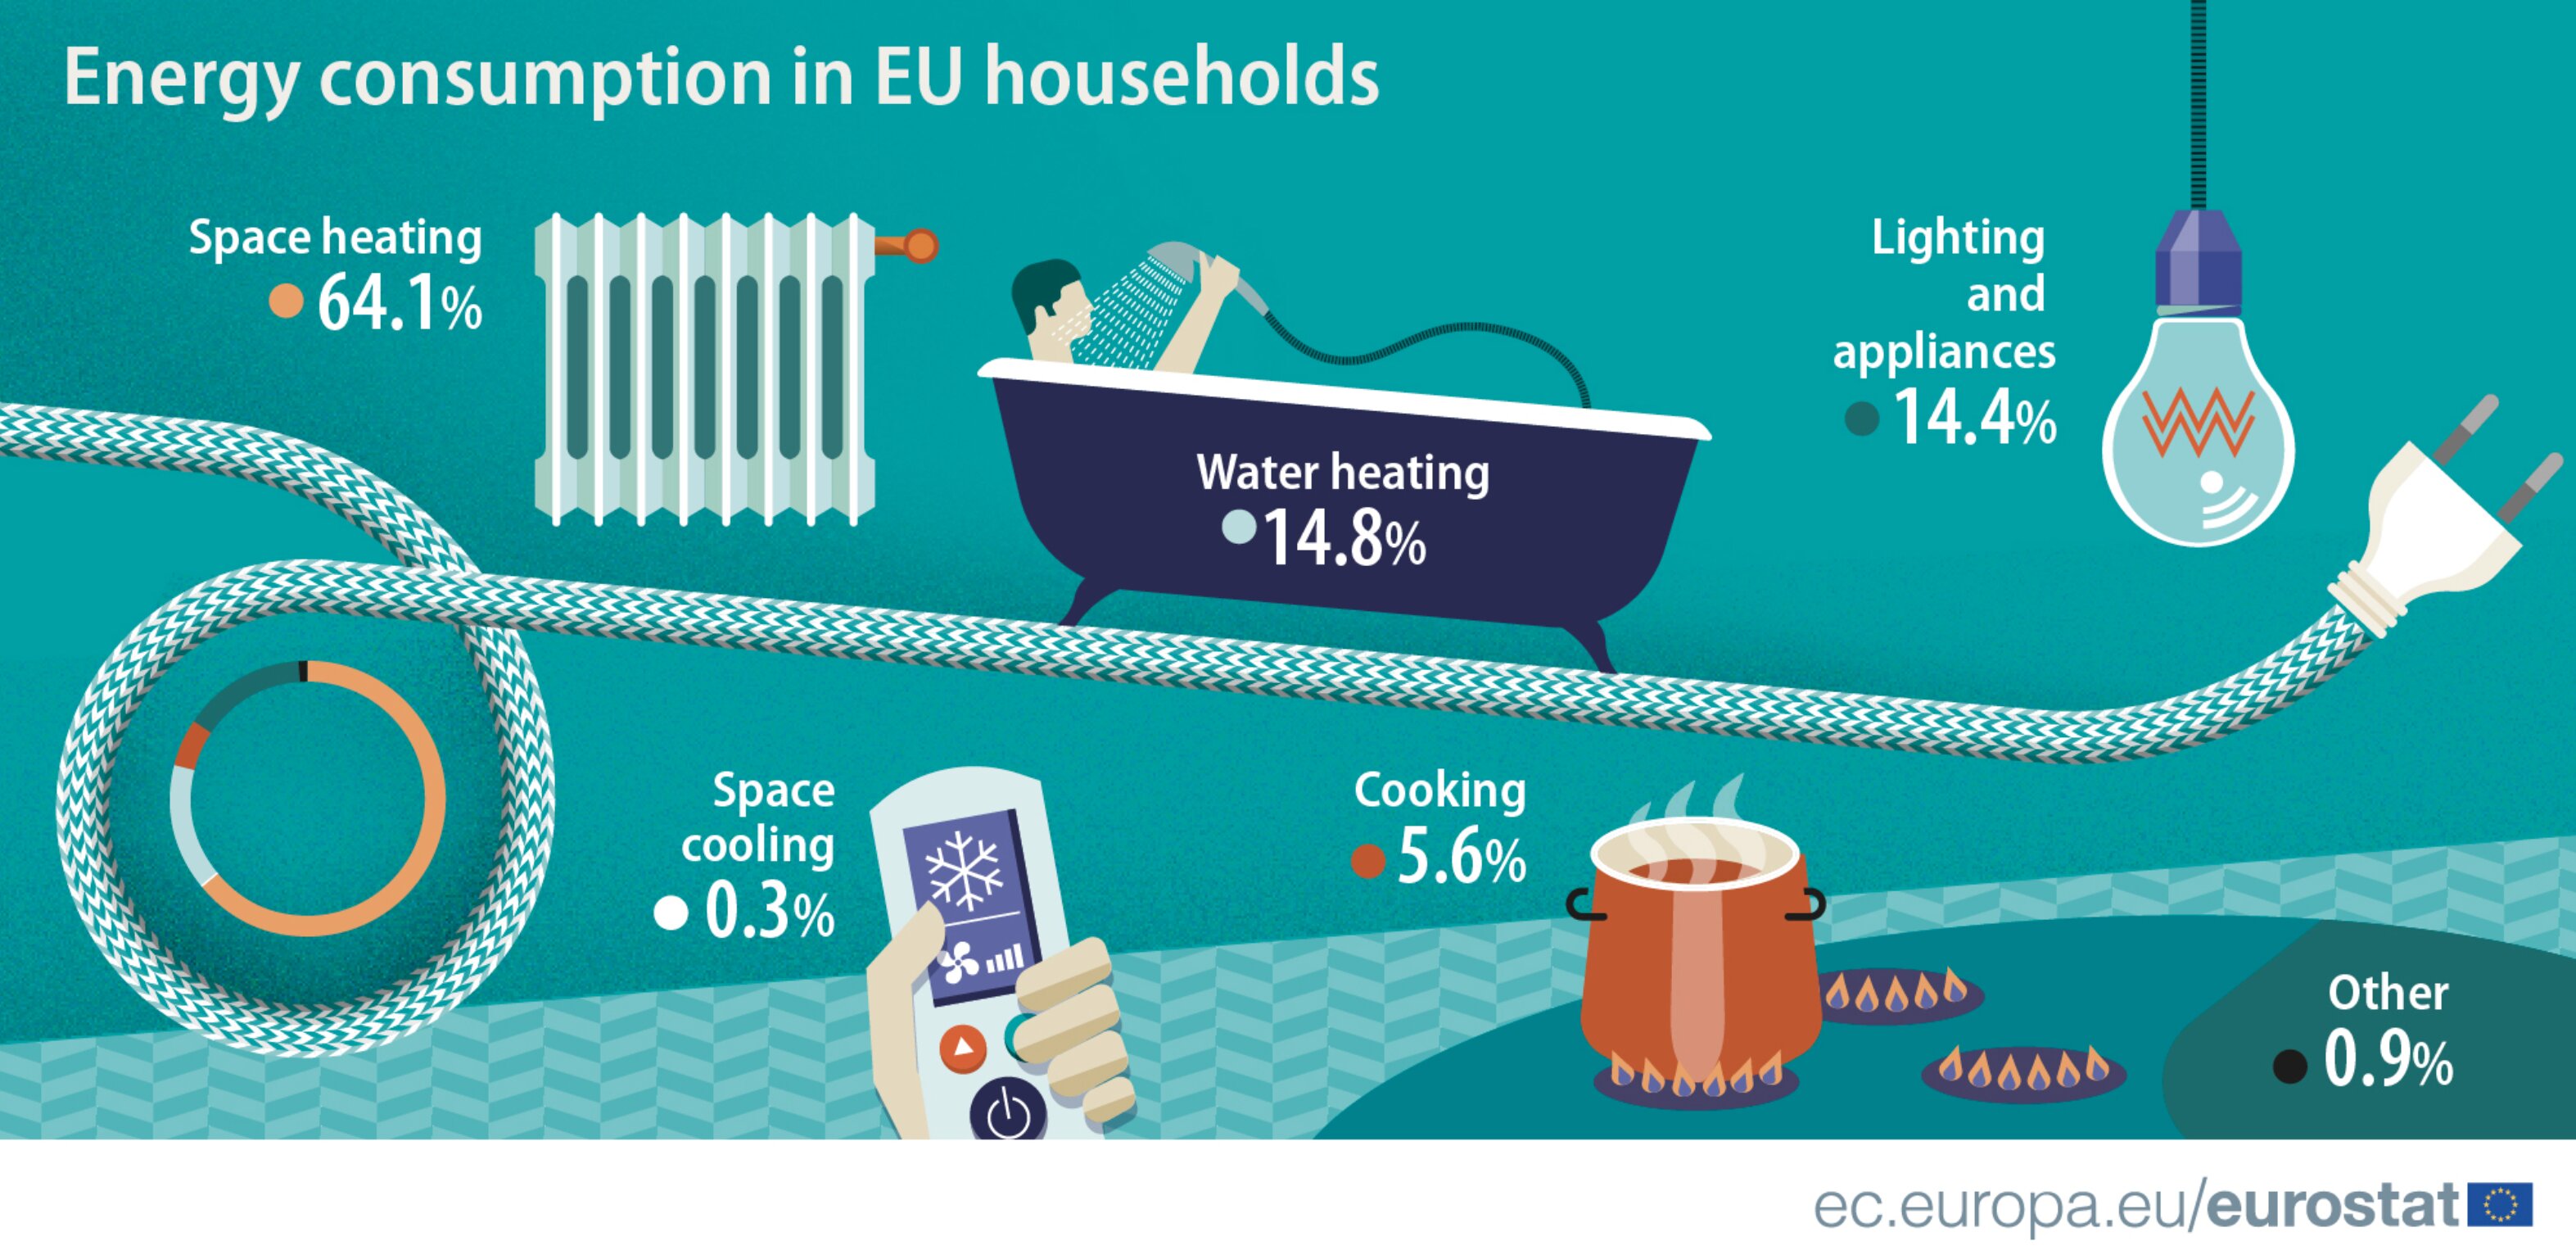 Energy consumption in EU households
Space heating
64.1%
Water heating
14.8%
Lighting
and
appliances
14.4%
Space
cooling
0.3%
Cooking
5.6%
Other
0.9%
ec.europa.eu/eurostat